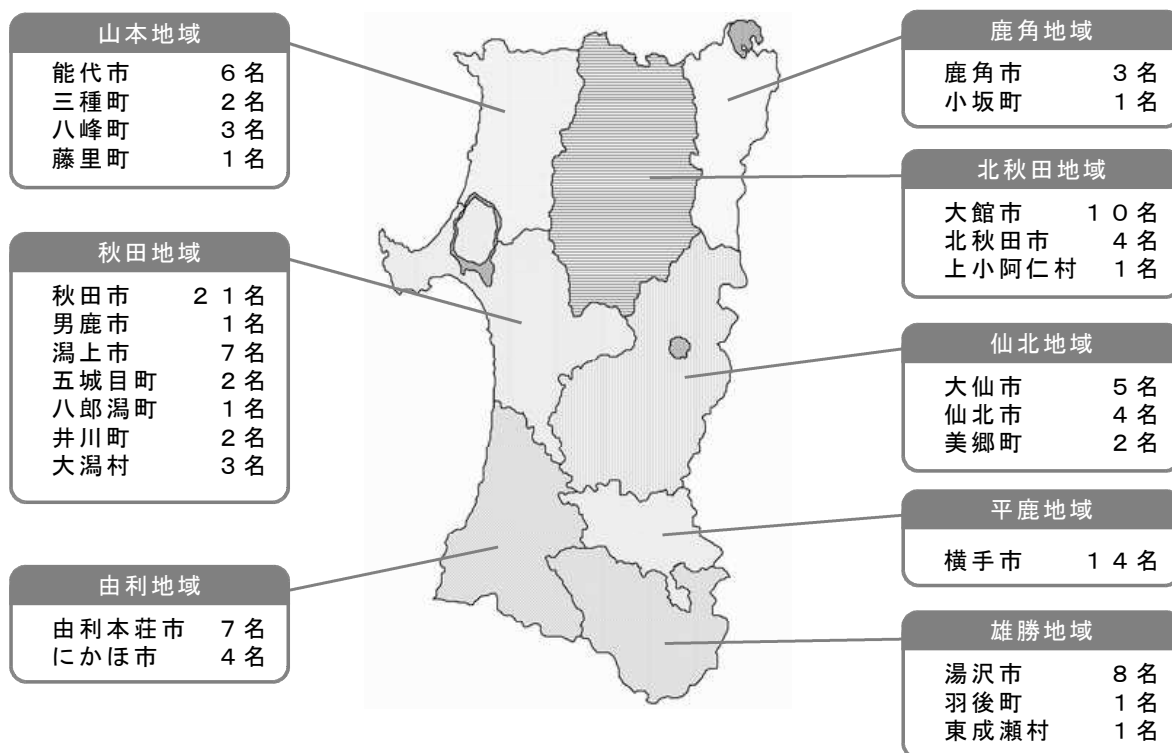 山本地域
能代市 6名
三種町 2名
八峰町 3名
藤里町 1名
秋田地域
秋田市 21名
男鹿市 1名
潟上市 7名
五城目町 2名
八郎潟町 1名
井川町 2名
大潟村 3名
由利地域
由利本荘市 7名
にかほ市 4名
鹿角地域
鹿角市 3名
小坂町 1名
北秋田地域
大館市 10名
北秋田市 4名
上小阿仁村 1名
仙北地域
大仙市 5名
仙北市 4名
美郷町 2名
平鹿地域
横手市 14名
雄勝地域
湯沢市 8名
羽後町 1名
東成瀬村 1名